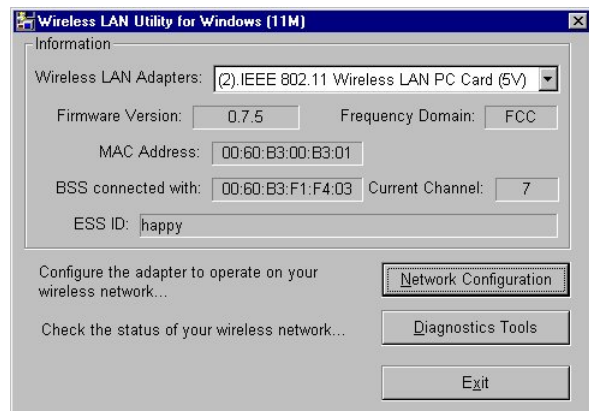 Wireless LAN Utility for Windows (11M)
Information
Wireless LAN Adapters: (2).IEEE 802.11 Wireless LAN PC Card (5V)
Firmware Version: 0.7.5 Frequency Domain: FCC
MAC Address: 00:60:B3:00:B3:01
BSS connected with: 00:60:B3:F1:F4:03 Current Channel: 7
ESS ID: happy
Configure the adapter to operate on your
wireless network...
Network Configuration
Check the status of your wireless network...
Diagnostics Tools
Exit